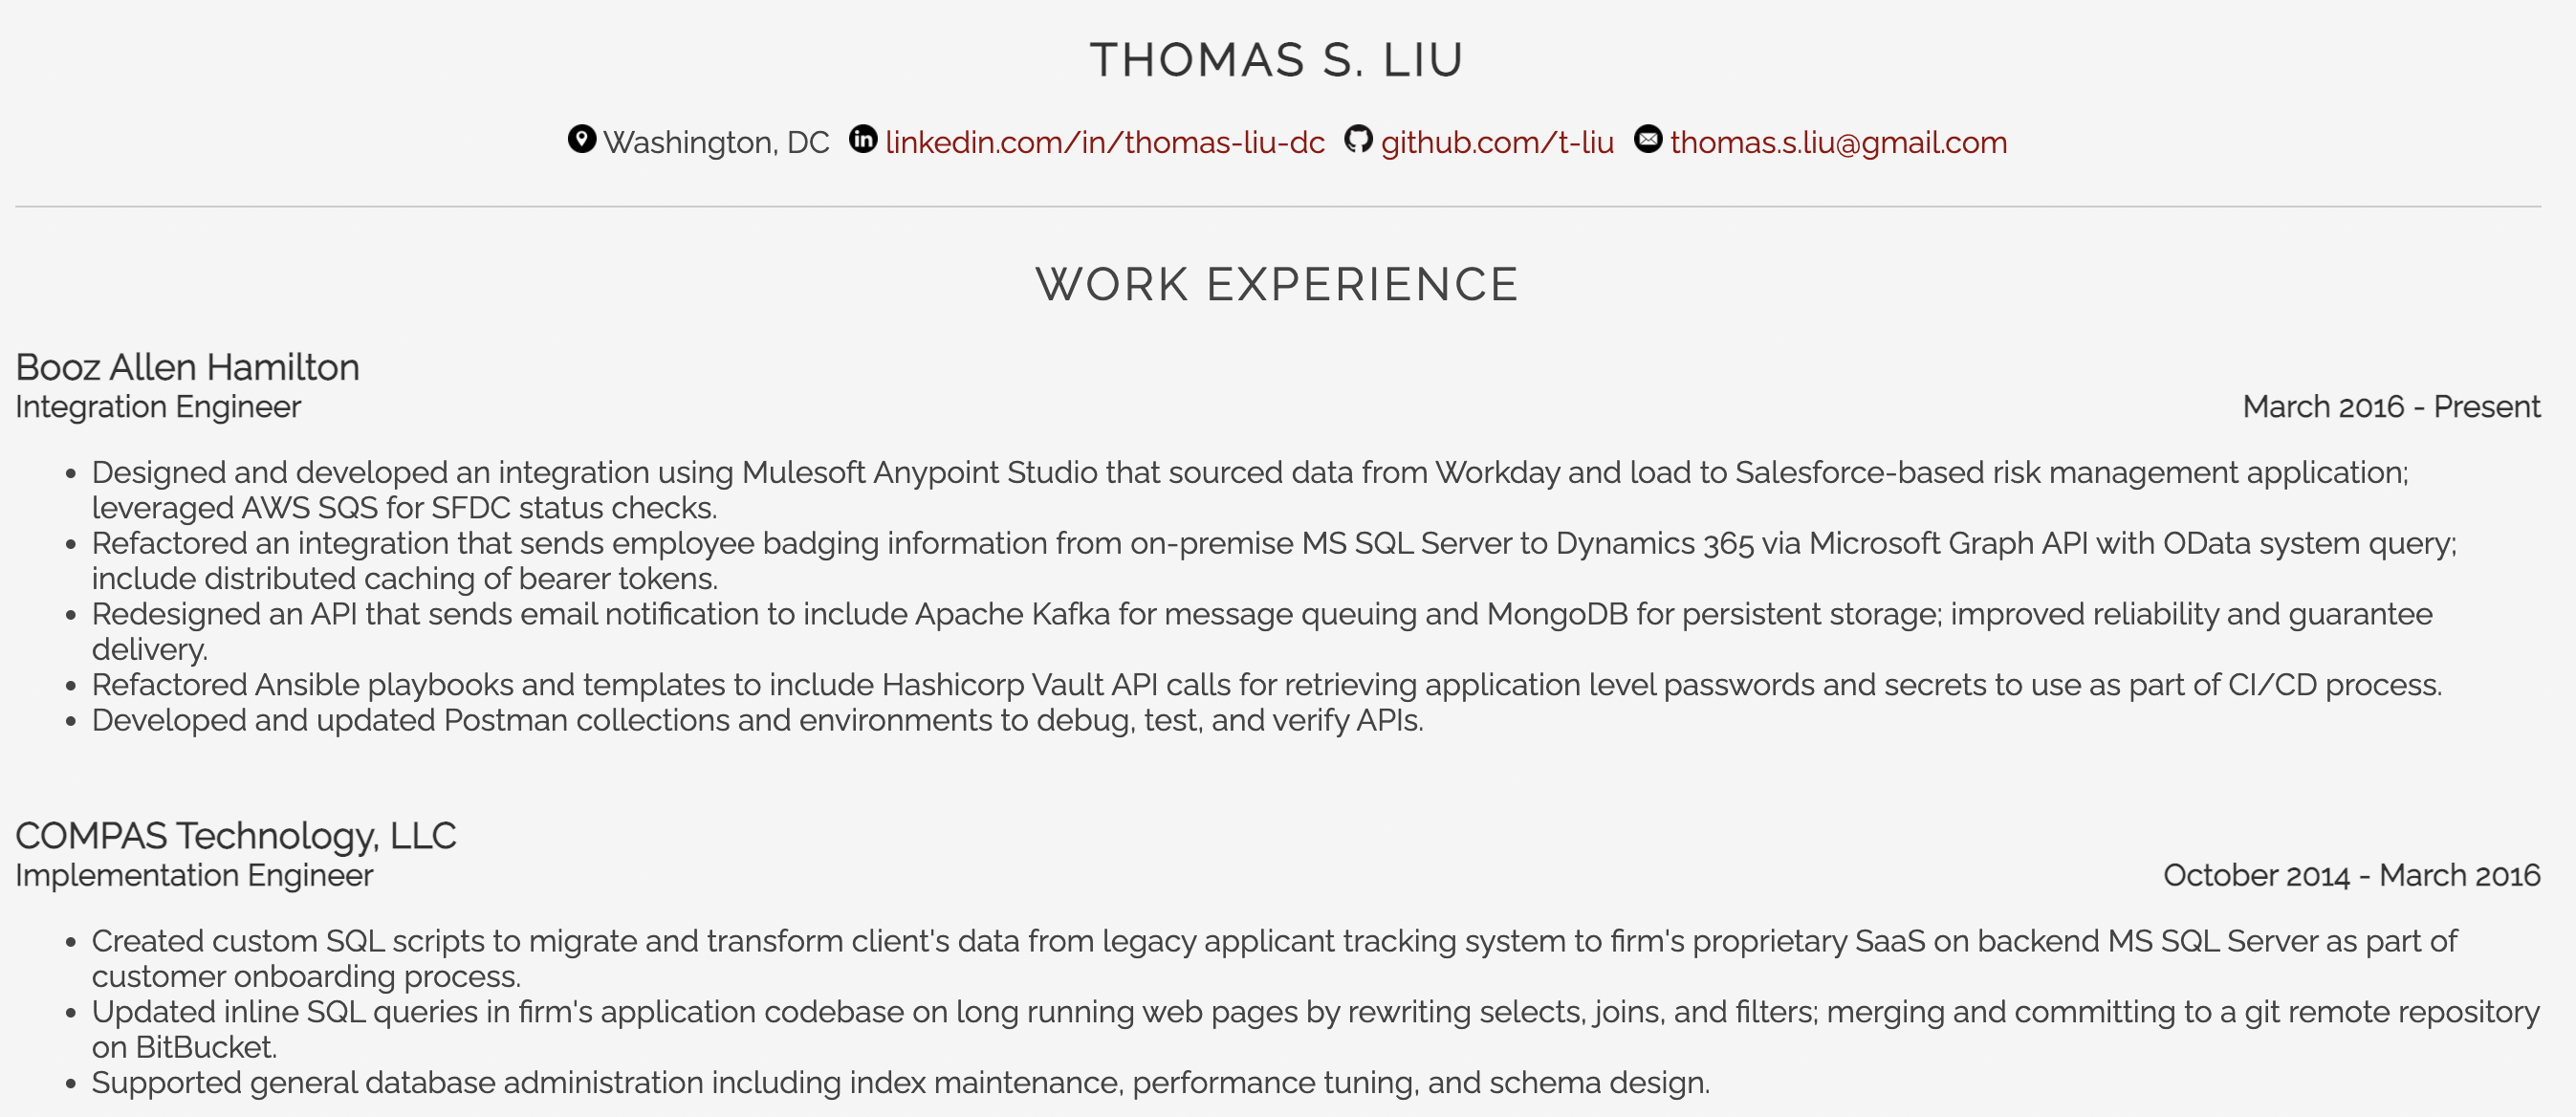 THOMAS S. LIU
Washington, DC linkedin.com/in/thomas-liu-dc github.com/t-liu thomas.s.liu@gmail.com
WORK EXPERIENCE
Booz Allen Hamilton
Integration Engineer March 2016 - Present
• Designed and developed an integration using Mulesoft Anypoint Studio that sourced data from Workday and load to Salesforce-based risk management application;
leveraged AWS SQS for SFDC status checks.
• Refactored an integration that sends employee badging information from on-premise MS SQL Server to Dynamics 365 via Microsoft Graph API with OData system query;
include distributed caching of bearer tokens.
• Redesigned an API that sends email notification to include Apache Kafka for message queuing and MongoDB for persistent storage; improved reliability and guarantee
delivery.
• Refactored Ansible playbooks and templates to include Hashicorp Vault API calls for retrieving application level passwords and secrets to use as part of CI/CD process.
• Developed and updated Postman collections and environments to debug, test, and verify APIs.
COMPAS Technology, LLC
Implementation Engineer October 2014 - March 2016
• Created custom SQL scripts to migrate and transform client's data from legacy applicant tracking system to firm's proprietary SaaS on backend MS SQL Server as part of
customer onboarding process.
• Updated inline SQL queries in firm's application codebase on long running web pages by rewriting selects, joins, and filters; merging and committing to a git remote repository
on BitBucket.
• Supported general database administration including index maintenance, performance tuning, and schema design.